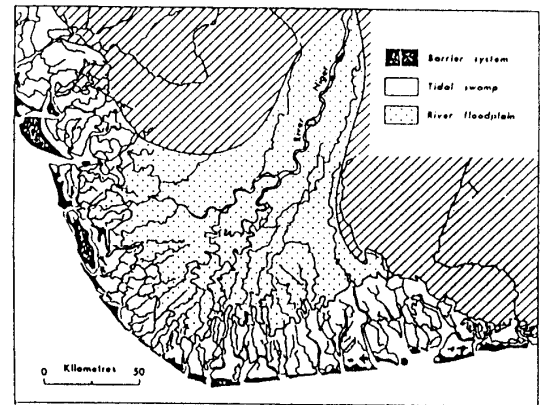 Barrier system
Tidal swamp
River floodplain
River Niger
0 Kilometres 50